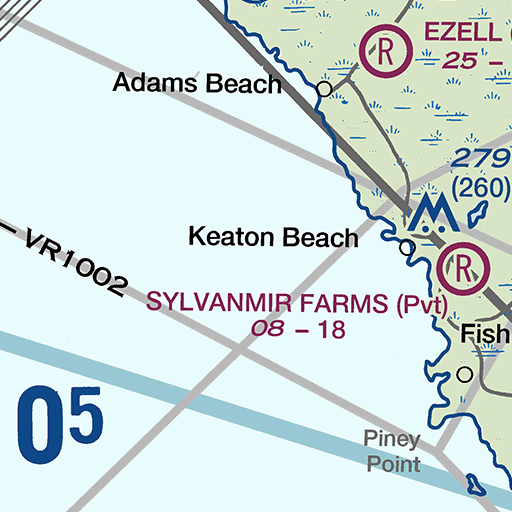 EZELL (
25 -
R
Adams Beach
279
(260)
Keaton Beach
R
VR1002
SYLVANMIR FARMS (Pvt)
08 - 18
Fish
05
Piney
Point